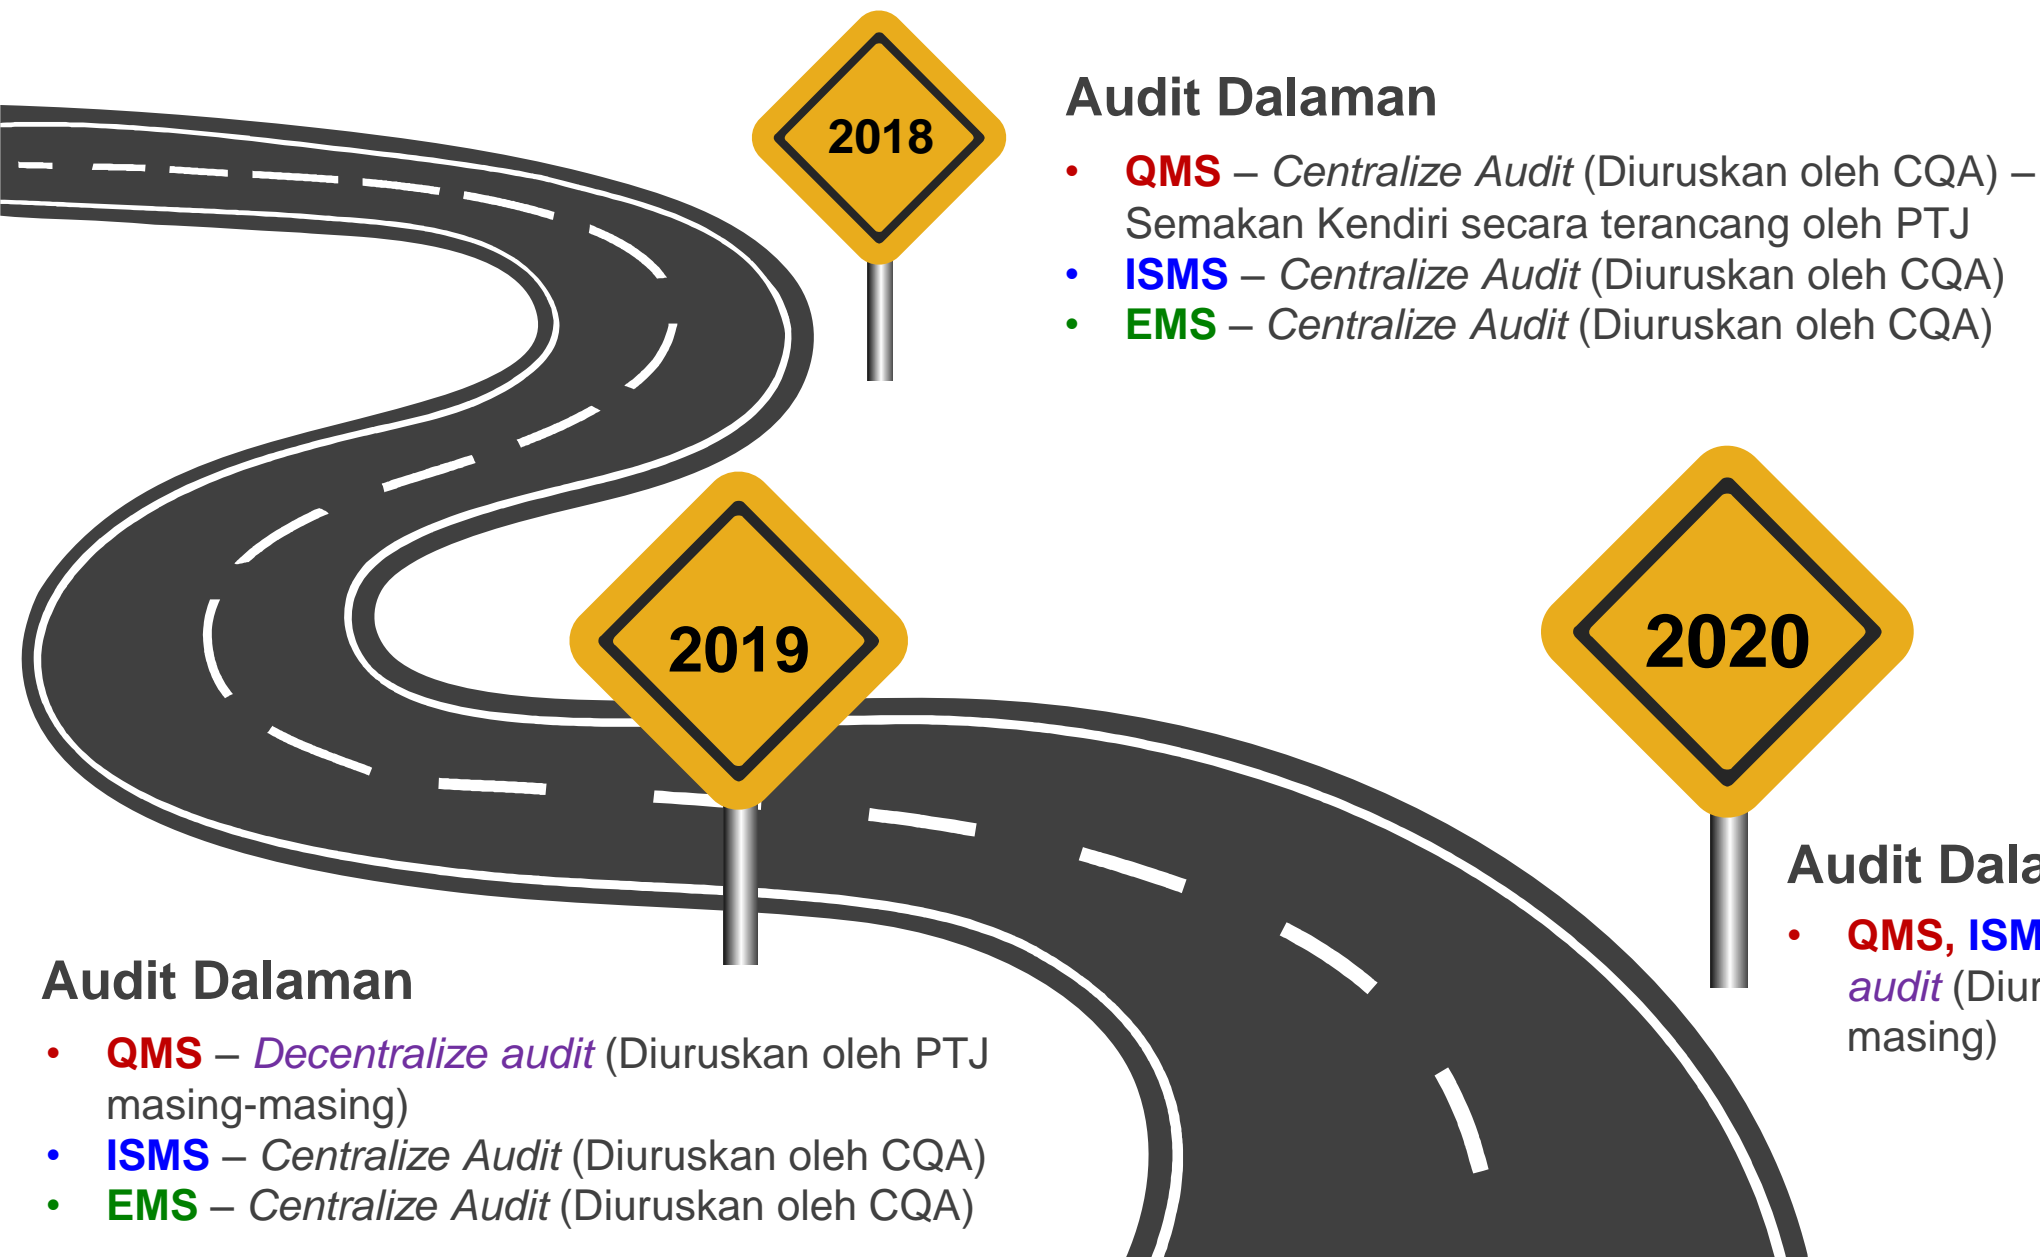 2018
Audit Dalaman
• QMS – Centralize Audit (Diuruskan oleh CQA) –
Semakan Kendiri secara terancang oleh PTJ
• ISMS – Centralize Audit (Diuruskan oleh CQA)
• EMS – Centralize Audit (Diuruskan oleh CQA)
2019
Audit Dalaman
• QMS – Decentralize audit (Diuruskan oleh PTJ
masing-masing)
• ISMS – Centralize Audit (Diuruskan oleh CQA)
• EMS – Centralize Audit (Diuruskan oleh CQA)
2020
Audit
• QMS,
audit
masing)